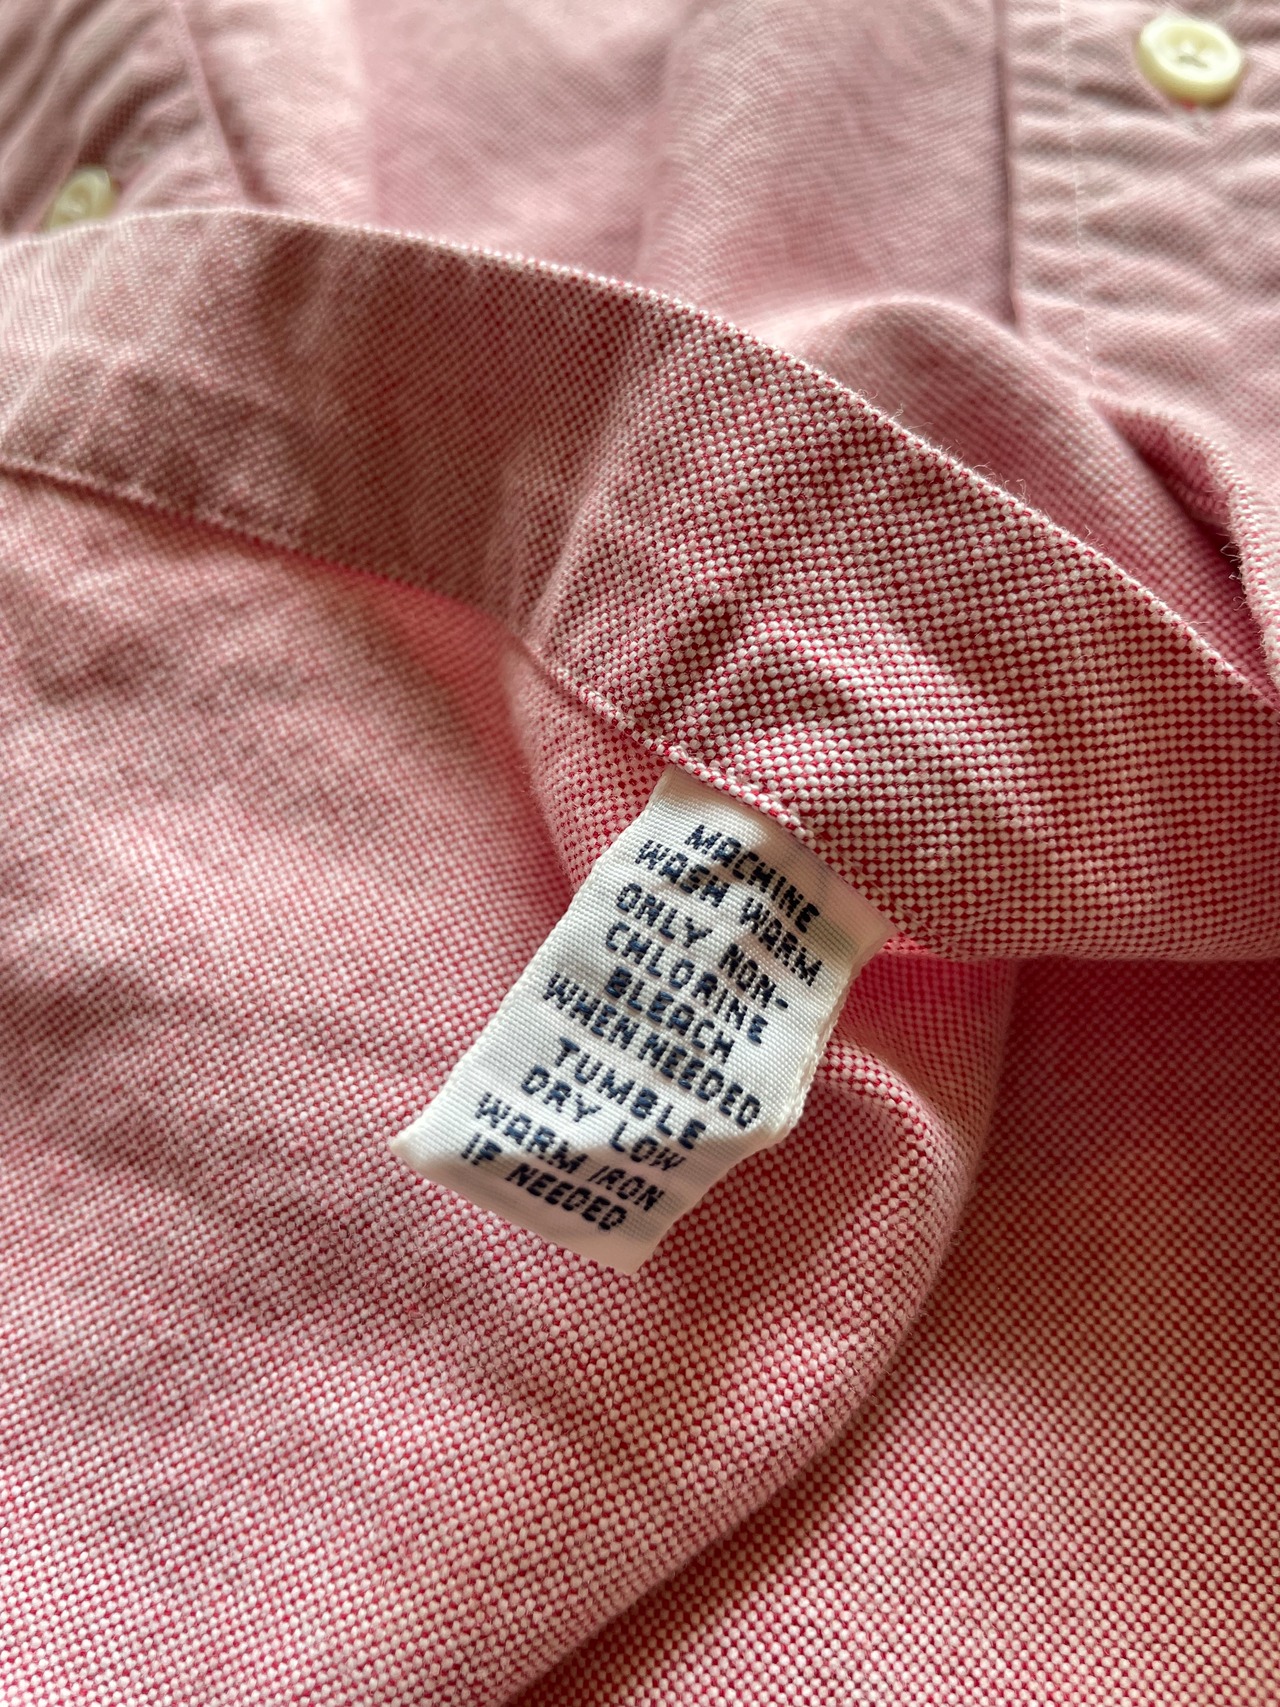 MACHINE
WASH WARM
ONLY NON-
CHLORINE
BLEACH
WHEN NEEDED
TUMBLE
DRY LOW
WARM IRON
IF NEEDED